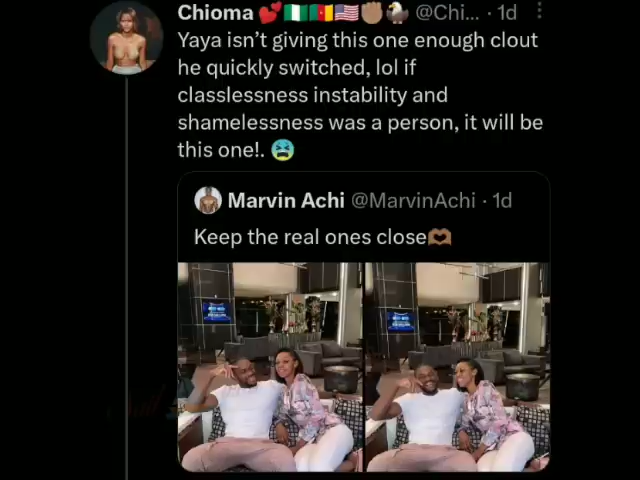 Chioma 💕🇳🇬🇨🇲🇺🇸✊🏽🦅 @Chi... · 1d
Yaya isn’t giving this one enough clout
he quickly switched, lol if
classlessness instability and
shamelessness was a person, it will be
this one!. 😫
Marvin Achi @MarvinAchi · 1d
Keep the real ones close🫶🏾